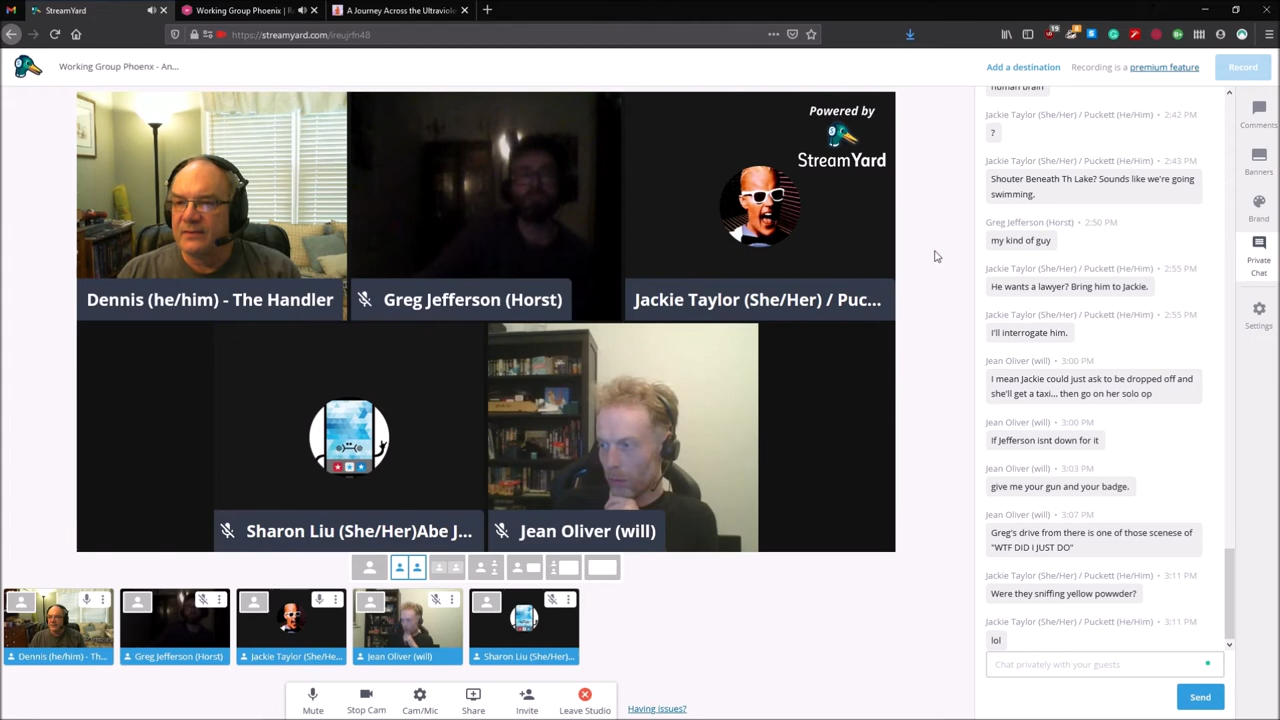 StreamYard
Working Group Phoenix | R
A Journey Across the Ultraviole
https://streamyard.com/ireujrfn48
19
Working Group Phoenx - An...
Add a destination
Recording is a premium feature
Record
Powered by
StreamYard
Dennis (he/him) - The Handler
Greg Jefferson (Horst)
Jackie Taylor (She/Her) / Puc...
Sharon Liu (She/Her)Abe J...
Jean Oliver (will)
Dennis (he/him) - Th...
Greg Jefferson (Horst)
Jackie Taylor (She/He...
Jean Oliver (will)
Sharon Liu (She/Her)...
Mute
Stop Cam
Cam/Mic
Share
Invite
Leave Studio
Having issues?
human brain
Jackie Taylor (She/Her) / Puckett (He/Him) • 2:42 PM
?
Jackie Taylor (She/Her) / Puckett (He/Him) • 2:43 PM
Shouter Beneath Th Lake? Sounds like we're going
swimming.
Greg Jefferson (Horst) • 2:50 PM
my kind of guy
Jackie Taylor (She/Her) / Puckett (He/Him) • 2:55 PM
He wants a lawyer? Bring him to Jackie.
Jackie Taylor (She/Her) / Puckett (He/Him) • 2:55 PM
I'll interrogate him.
Jean Oliver (will) • 3:00 PM
I mean Jackie could just ask to be dropped off and
she'll get a taxi... then go on her solo op
Jean Oliver (will) • 3:00 PM
If Jefferson isnt down for it
Jean Oliver (will) • 3:03 PM
give me your gun and your badge.
Jean Oliver (will) • 3:07 PM
Greg's drive from there is one of those scenese of
"WTF DID I JUST DO"
Jackie Taylor (She/Her) / Puckett (He/Him) • 3:11 PM
Were they sniffing yellow powwder?
Jackie Taylor (She/Her) / Puckett (He/Him) • 3:11 PM
lol
Chat privately with your guests
Send
Comments
Banners
Brand
Private
Chat
Settings